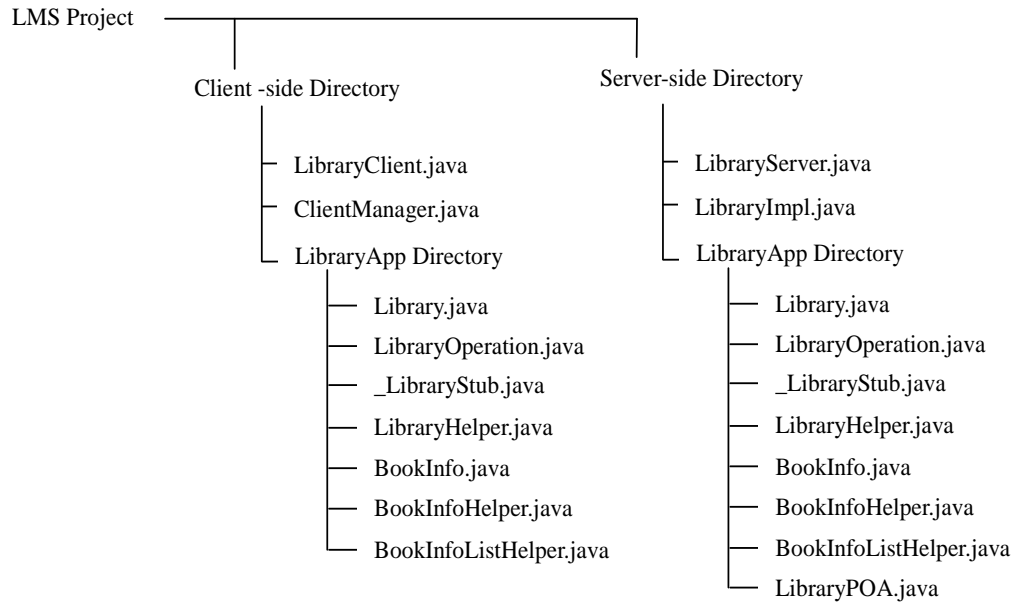 LMS Project
Client -side Directory
LibraryClient.java
ClientManager.java
LibraryApp Directory
Library.java
LibraryOperation.java
_LibraryStub.java
LibraryHelper.java
BookInfo.java
BookInfoHelper.java
BookInfoListHelper.java
Server-side Directory
LibraryServer.java
LibraryImpl.java
LibraryApp Directory
Library.java
LibraryOperation.java
_LibraryStub.java
LibraryHelper.java
BookInfo.java
BookInfoHelper.java
BookInfoListHelper.java
LibraryPOA.java